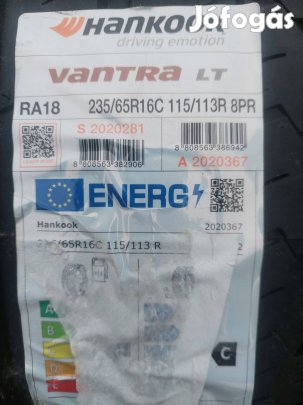 HANKOOK
driving emotion
Jófogás
VANTRA LT
RA18 235/65R16C 115/113R 8PR
S 2020281
8 808563 382906
8 808563 386942
A 2020367
ENERG
Hankook 2020367
/65R16C 115/113 R
A
B
C